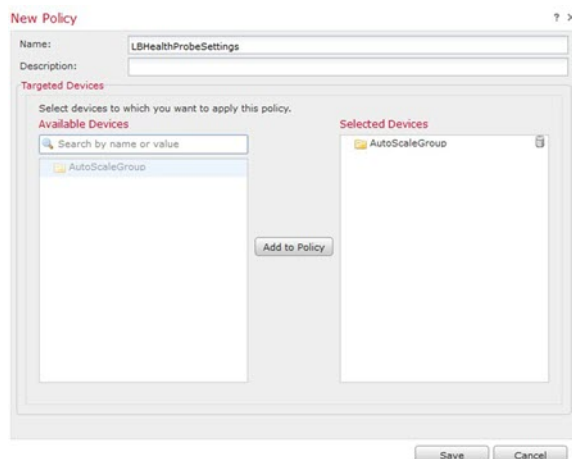 New Policy
? ×
Name:
LBHealthProbeSettings
Description:
Targeted Devices
Select devices to which you want to apply this policy.
Available Devices
Selected Devices
Search by name or value
AutoScaleGroup
AutoScaleGroup
Add to Policy
Save
Cancel